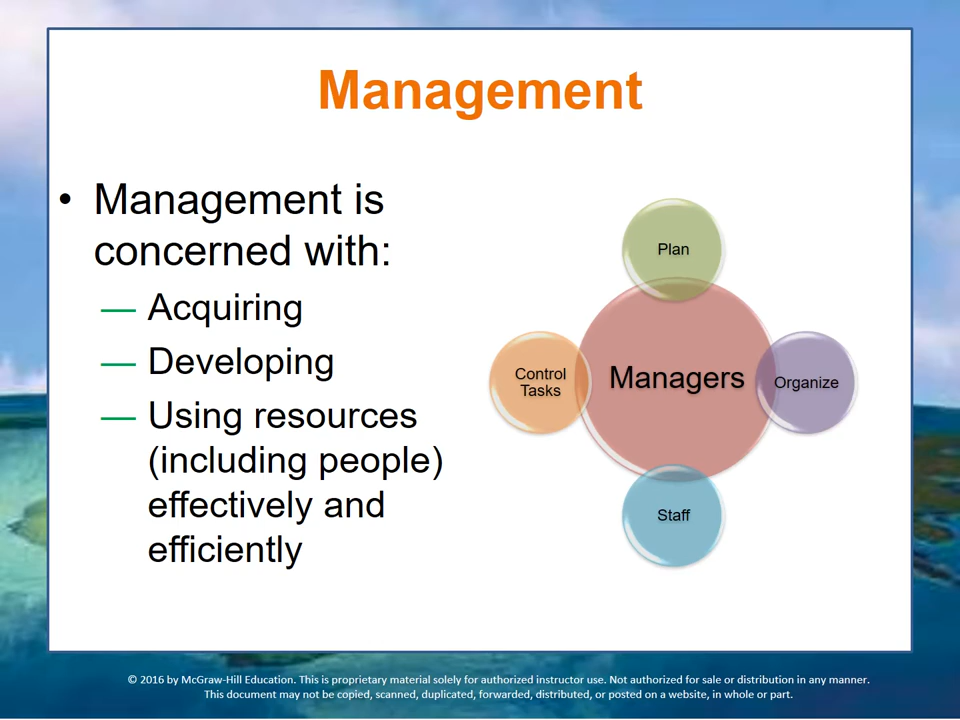 Management
• Management is
concerned with:
— Acquiring
— Developing
— Using resources
(including people)
effectively and
efficiently
Plan
Control
Tasks
Managers
Organize
Staff
© 2016 by McGraw-Hill Education. This is proprietary material solely for authorized instructor use. Not authorized for sale or distribution in any manner.
This document may not be copied, scanned, duplicated, forwarded, distributed, or posted on a website, in whole or part.